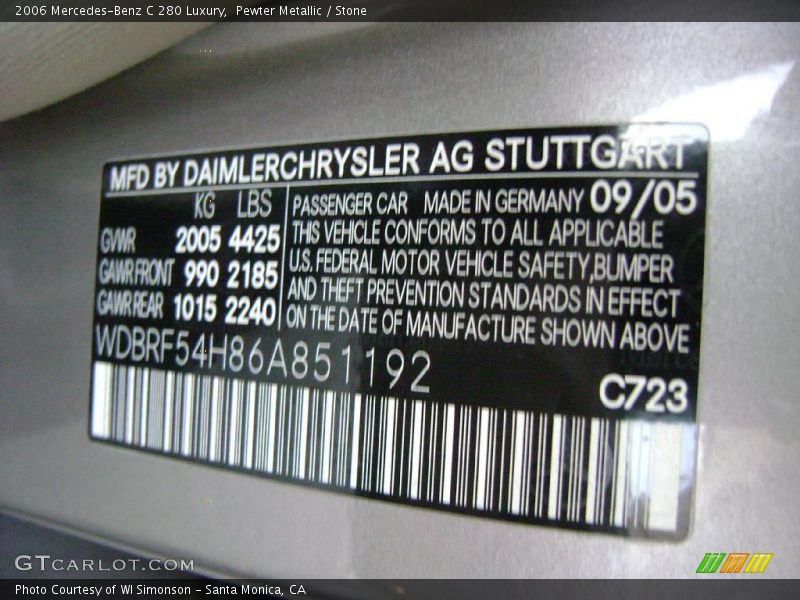 2006 Mercedes-Benz C 280 Luxury,  Pewter Metallic / Stone
MFD BY DAIMLERCHRYSLER AG STUTTGART
KG LBS
GVWR 2005 4425
GAWR FRONT 990 2185
GAWR REAR 1015 2240
PASSENGER CAR MADE IN GERMANY 09/05
THIS VEHICLE CONFORMS TO ALL APPLICABLE
U.S. FEDERAL MOTOR VEHICLE SAFETY,BUMPER
AND THEFT PREVENTION STANDARDS IN EFFECT
ON THE DATE OF MANUFACTURE SHOWN ABOVE
WDBRF54H86A851192
C723
GTCARLOT.COM
Photo Courtesy of WI Simonson - Santa Monica, CA